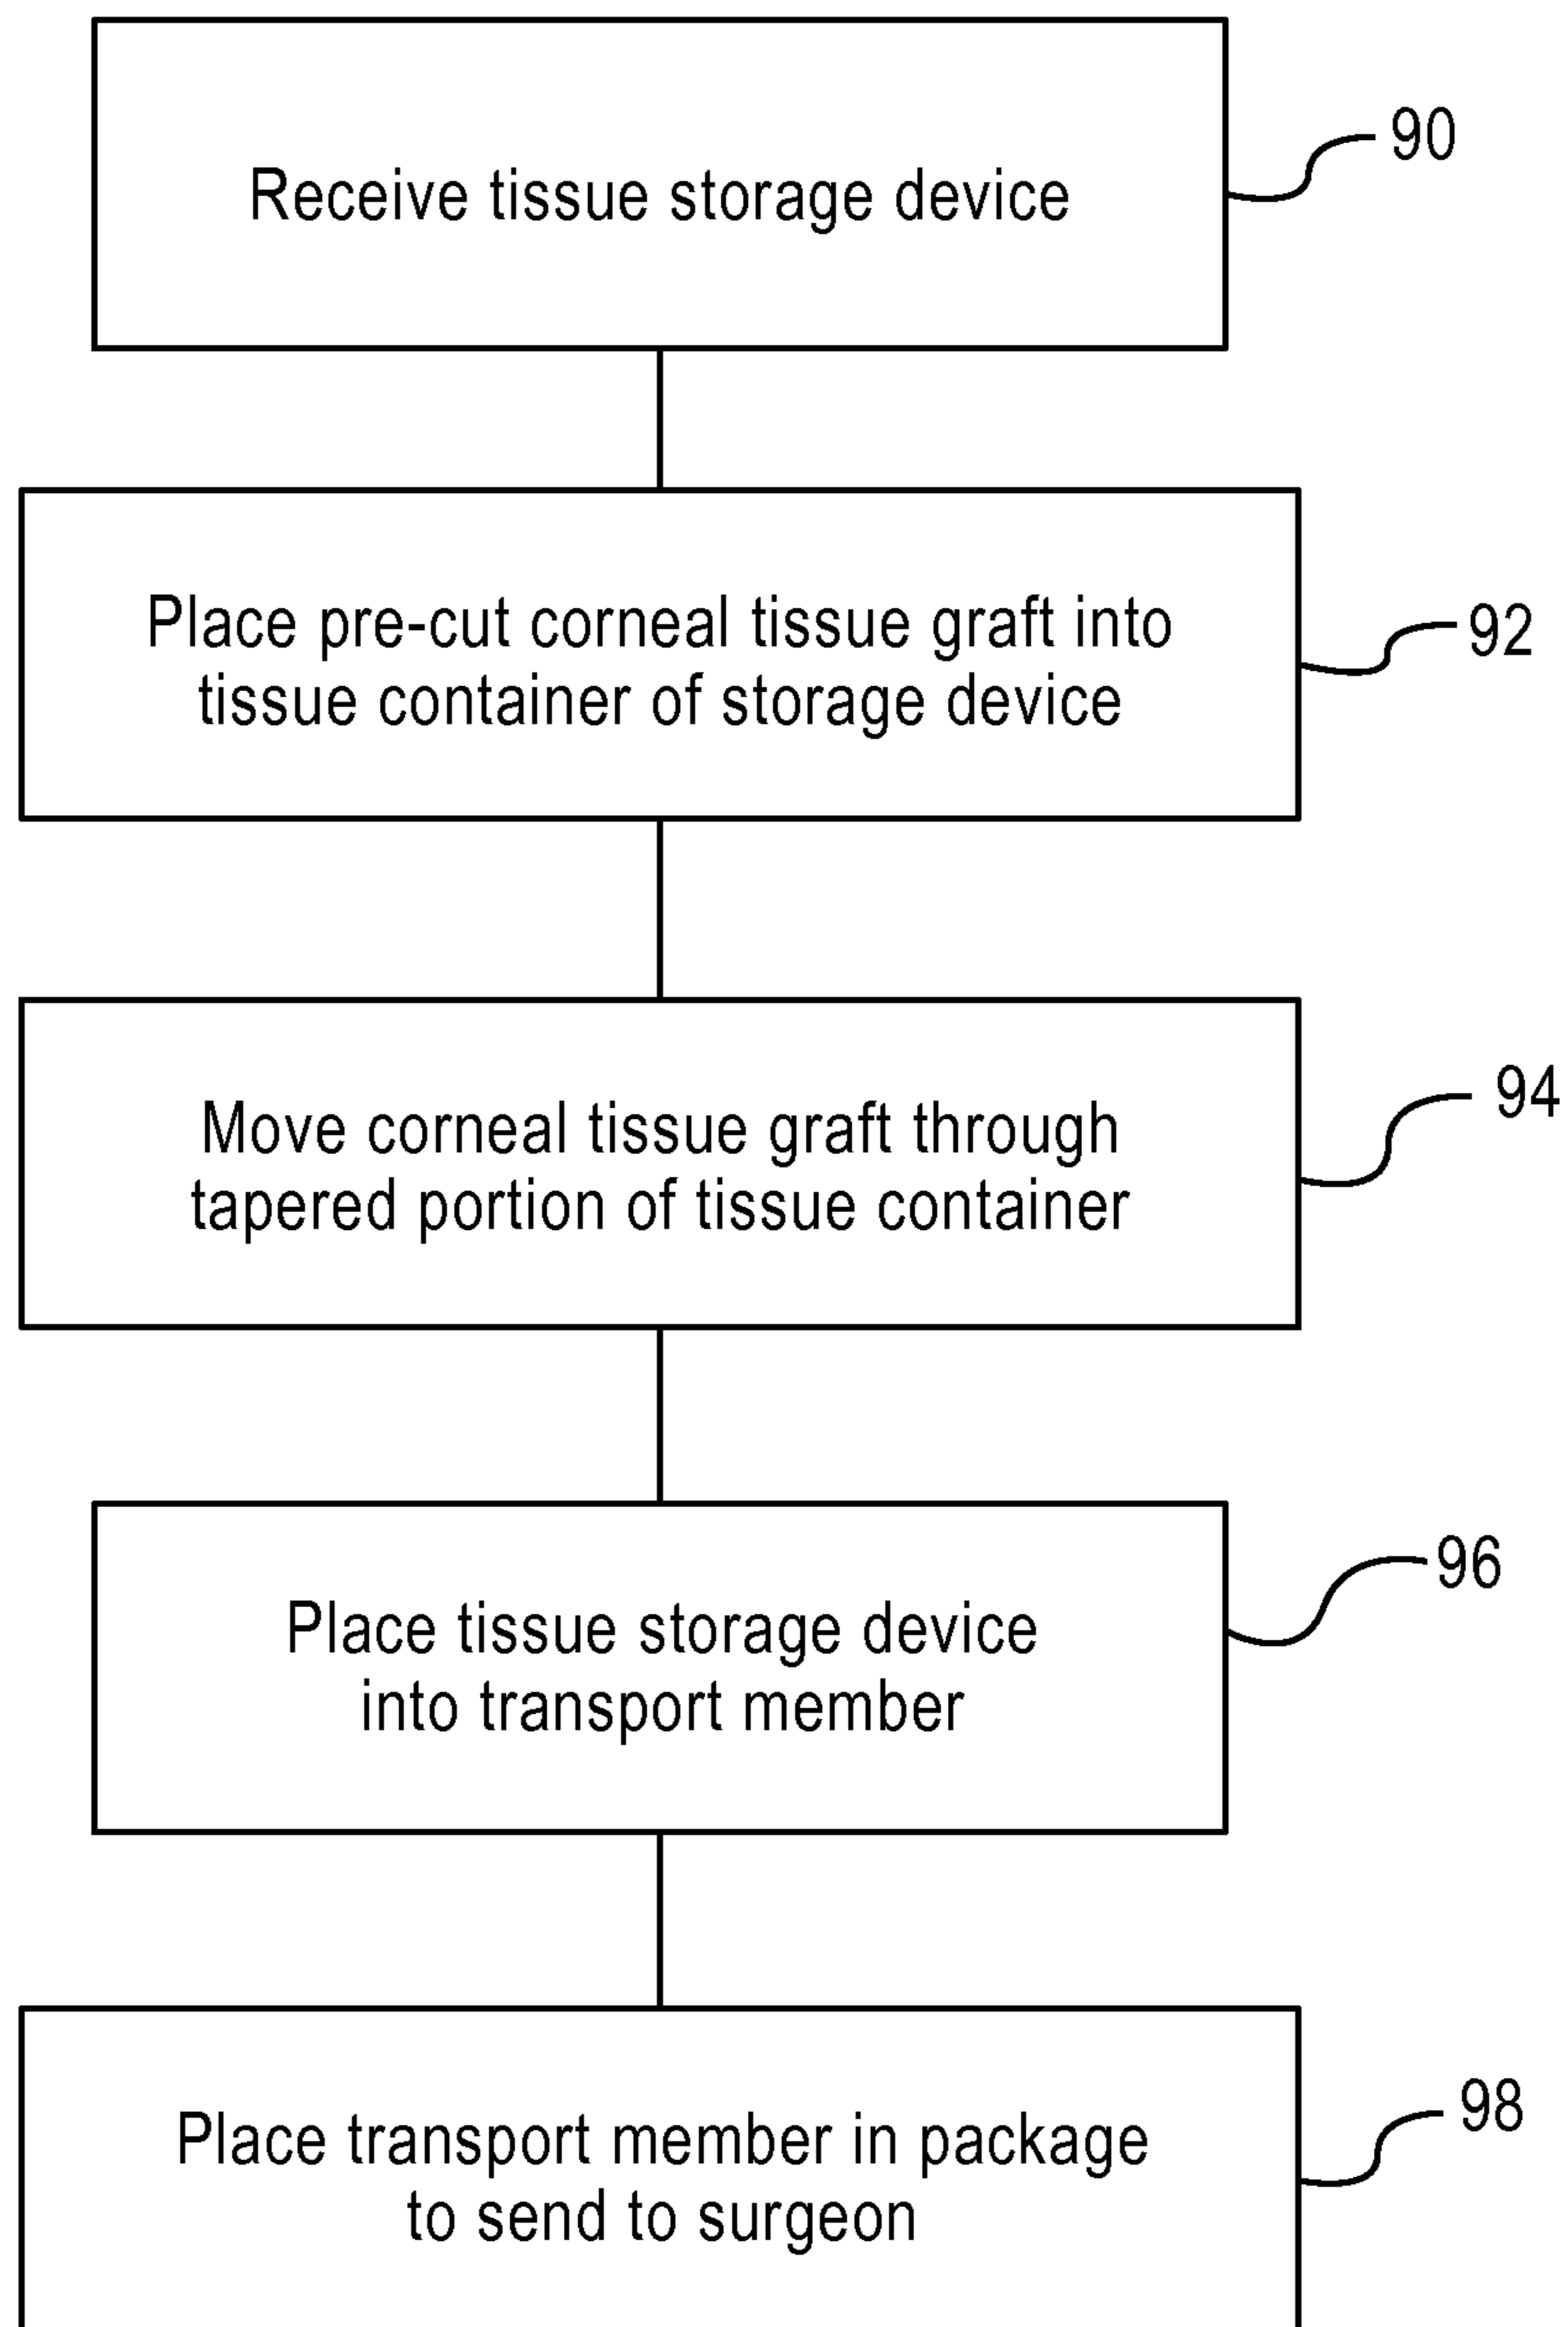 Receive tissue storage device
90
Place pre-cut corneal tissue graft into
tissue container of storage device
92
Move corneal tissue graft through
tapered portion of tissue container
94
Place tissue storage device
into transport member
96
Place transport member in package
to send to surgeon
98